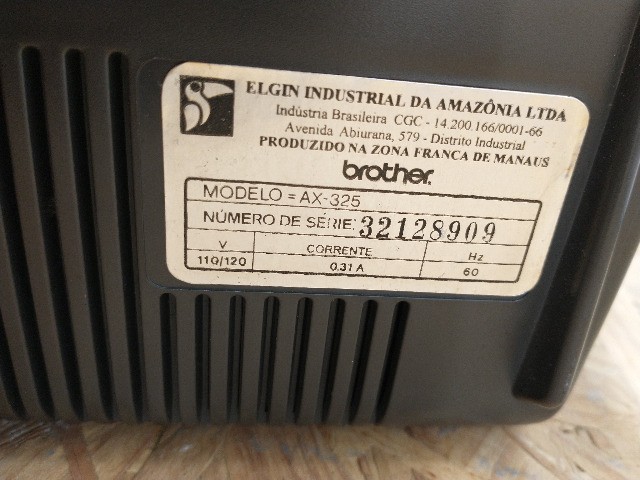 ELGIN INDUSTRIAL DA AMAZÔNIA LTDA
Indústria Brasileira CGC - 14.200.166/0001-66
Avenida Abiurana, 579 - Distrito Industrial
PRODUZIDO NA ZONA FRANCA DE MANAUS
brother.
MODELO = AX-325
NÚMERO DE SÉRIE: 32128909
V CORRENTE Hz
110/120 0.31 A 60